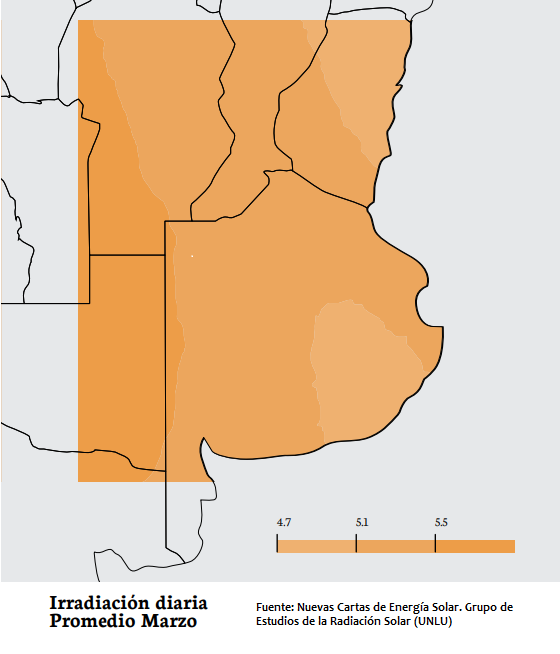 4.7 5.1 5.5
Irradiación diaria
Promedio Marzo
Fuente: Nuevas Cartas de Energía Solar. Grupo de
Estudios de la Radiación Solar (UNLU)